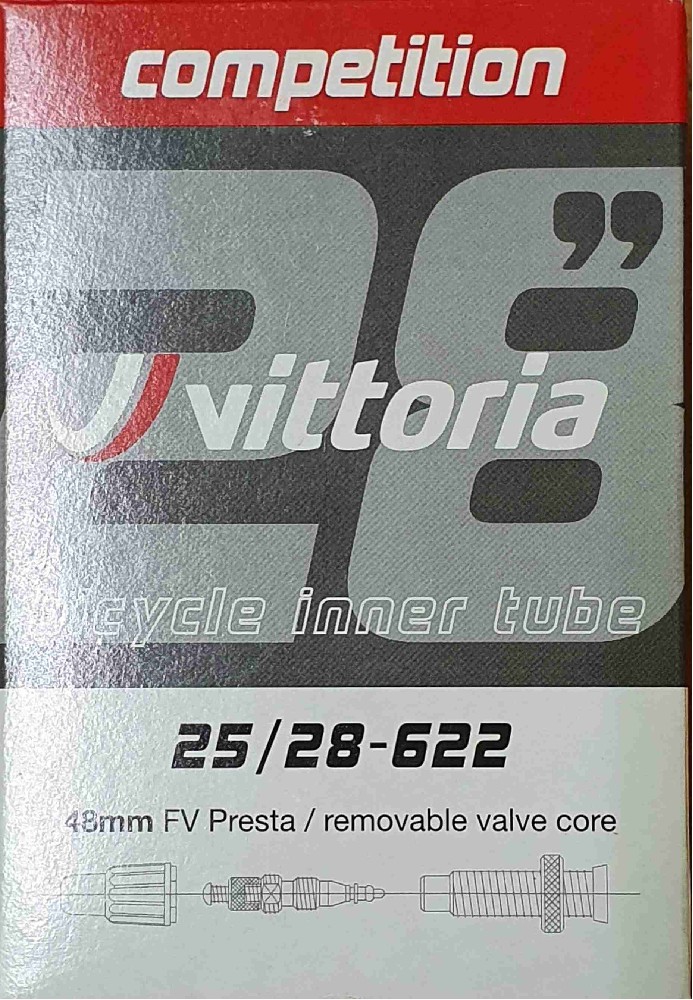 competition
28”
vittoria
bicycle inner tube
25/28-622
48mm FV Presta / removable valve core